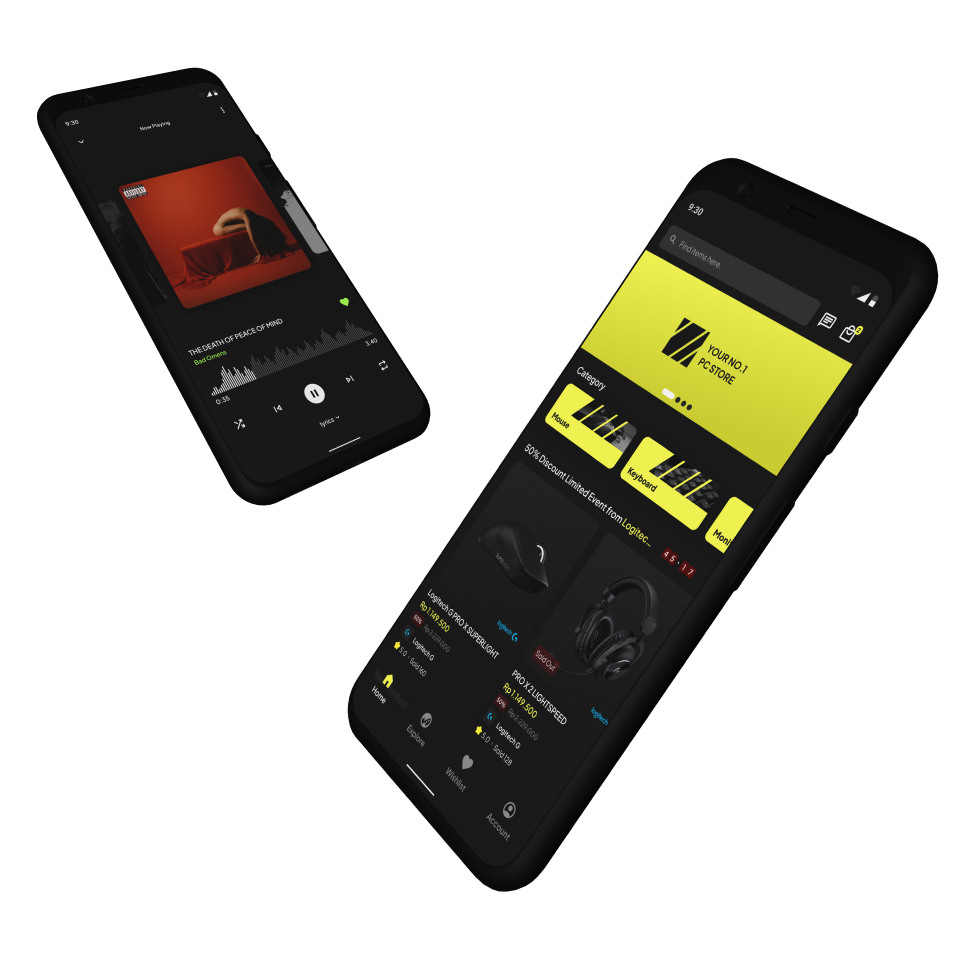 9:30
Now Playing
THE DEATH OF PEACE OF MIND
Bad Omens
0:35
3:40
lyrics
9:30
Find items here.
2
YOUR NO. 1
PC STORE
Category
Mouse
Keyboard
50% Discount Limited Event from Logitec...
45:17
logitech
Logitech G PRO X SUPERLIGHT
Rp 1.149.500
50% Rp 2.299.000
Logitech G
5.0 • Sold 160
Sold Out
logitech
PRO X 2 LIGHTSPEED
Rp 1.149.500
50% Rp 2.299.000
Logitech G
5.0 • Sold 128
Home
Explore
Wishlist
Account